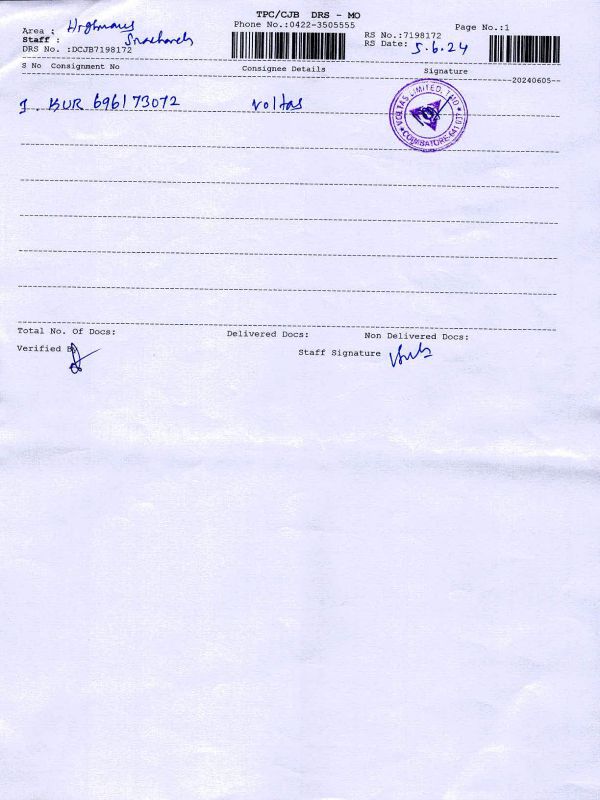 TPC/CJB DRS - MO
Phone No.:0422-3505555
Page No.:1
Area :
Staff :
DRS No. :DCJB7198172
RS No.:7198172
RS Date: 5.6.24
S No Consignment No Consignee Details Signature
20240605
1. BUR 696173072 Voltas
VOLTAS LIMITED,
COIMBATORE-641
Total No. Of Docs: Delivered Docs: Non Delivered Docs:
Verified By
Staff Signature